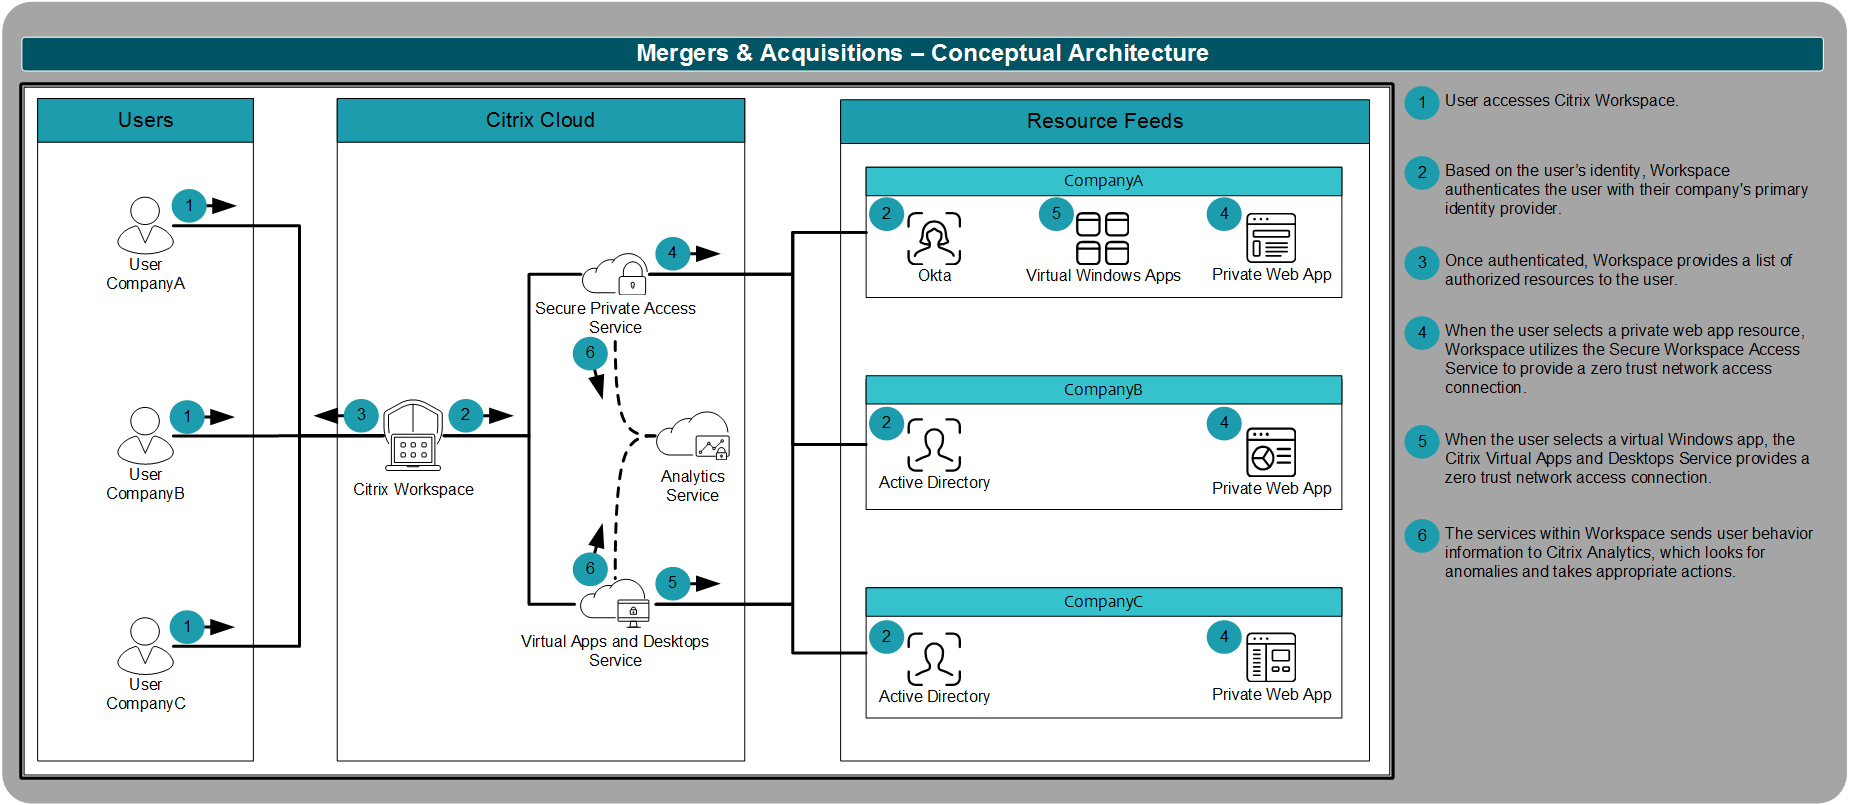 Mergers & Acquisitions – Conceptual Architecture
Users
1
User
CompanyA
1
User
CompanyB
1
User
CompanyC
Citrix Cloud
3
2
Citrix Workspace
4
Secure Private Access
Service
6
Analytics
Service
6
5
Virtual Apps and Desktops
Service
Resource Feeds
CompanyA
2
Okta
5
Virtual Windows Apps
4
Private Web App
CompanyB
2
Active Directory
4
Private Web App
CompanyC
2
Active Directory
4
Private Web App
1
User accesses Citrix Workspace.
2
Based on the user’s identity, Workspace
authenticates the user with their company's primary
identity provider.
3
Once authenticated, Workspace provides a list of
authorized resources to the user.
4
When the user selects a private web app resource,
Workspace utilizes the Secure Workspace Access
Service to provide a zero trust network access
connection.
5
When the user selects a virtual Windows app, the
Citrix Virtual Apps and Desktops Service provides a
zero trust network access connection.
6
The services within Workspace sends user behavior
information to Citrix Analytics, which looks for
anomalies and takes appropriate actions.